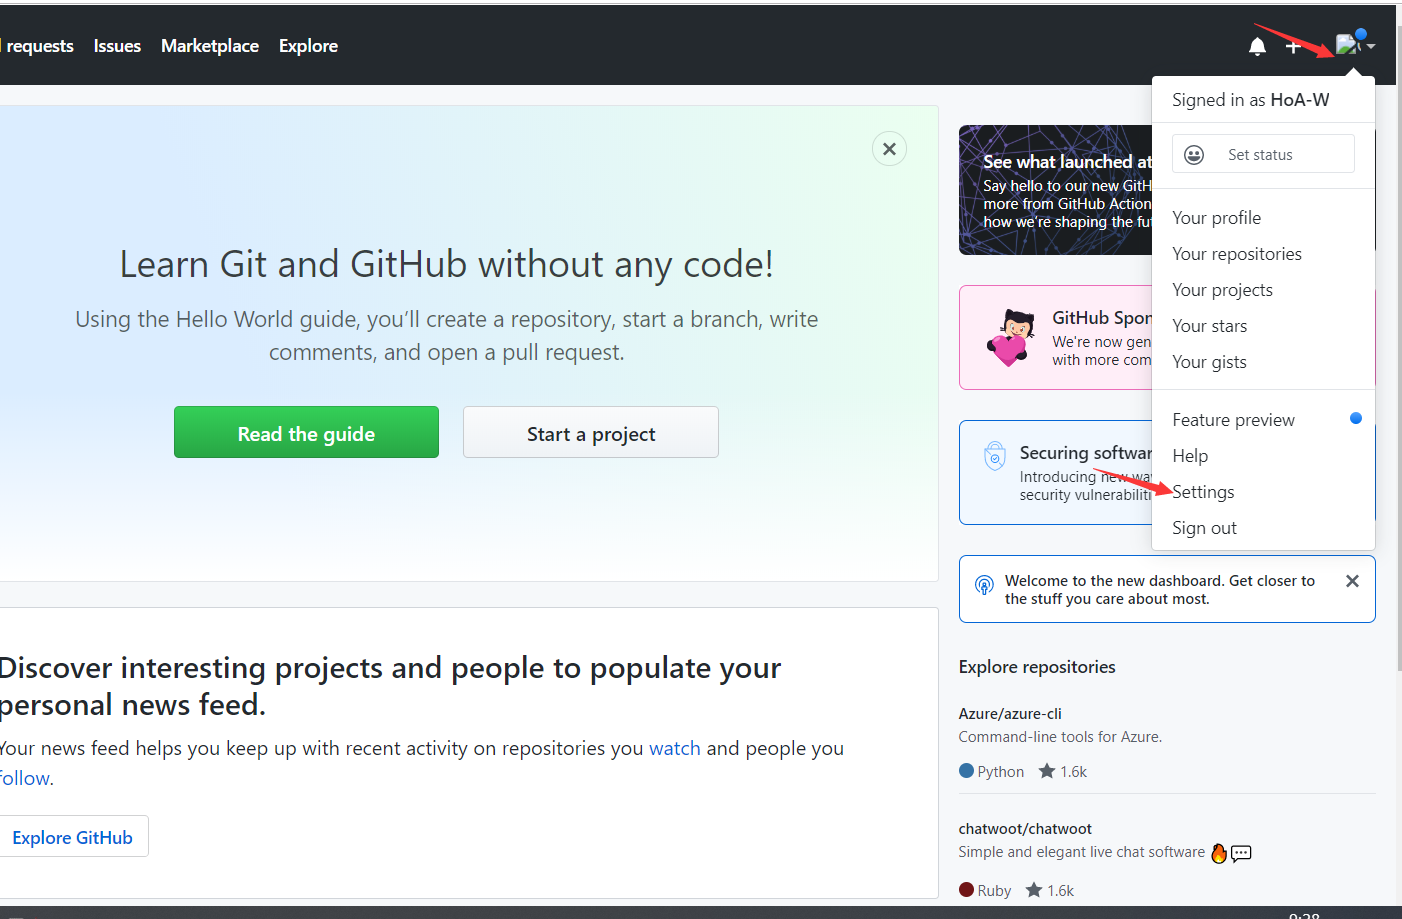 requests Issues Marketplace Explore
Signed in as HoA-W
Set status
Your profile
Your repositories
Your projects
Your stars
Your gists
Feature preview
Help
Settings
Sign out
Learn Git and GitHub without any code!
Using the Hello World guide, you’ll create a repository, start a branch, write
comments, and open a pull request.
Read the guide
Start a project
See what launched at
Say hello to our new
more from GitHub Action
how we’re shaping the
GitHub
We're now gen
with more com
Securing
Introducing new
security
Welcome to the new dashboard. Get closer to
the stuff you care about most.
Discover interesting projects and people to populate your
personal news feed.
Your news feed helps you keep up with recent activity on repositories you watch and people you
follow.
Explore GitHub
Explore repositories
Azure/azure-cli
Command-line tools for Azure.
Python 1.6k
chatwoot/chatwoot
Simple and elegant live chat software
Ruby 1.6k